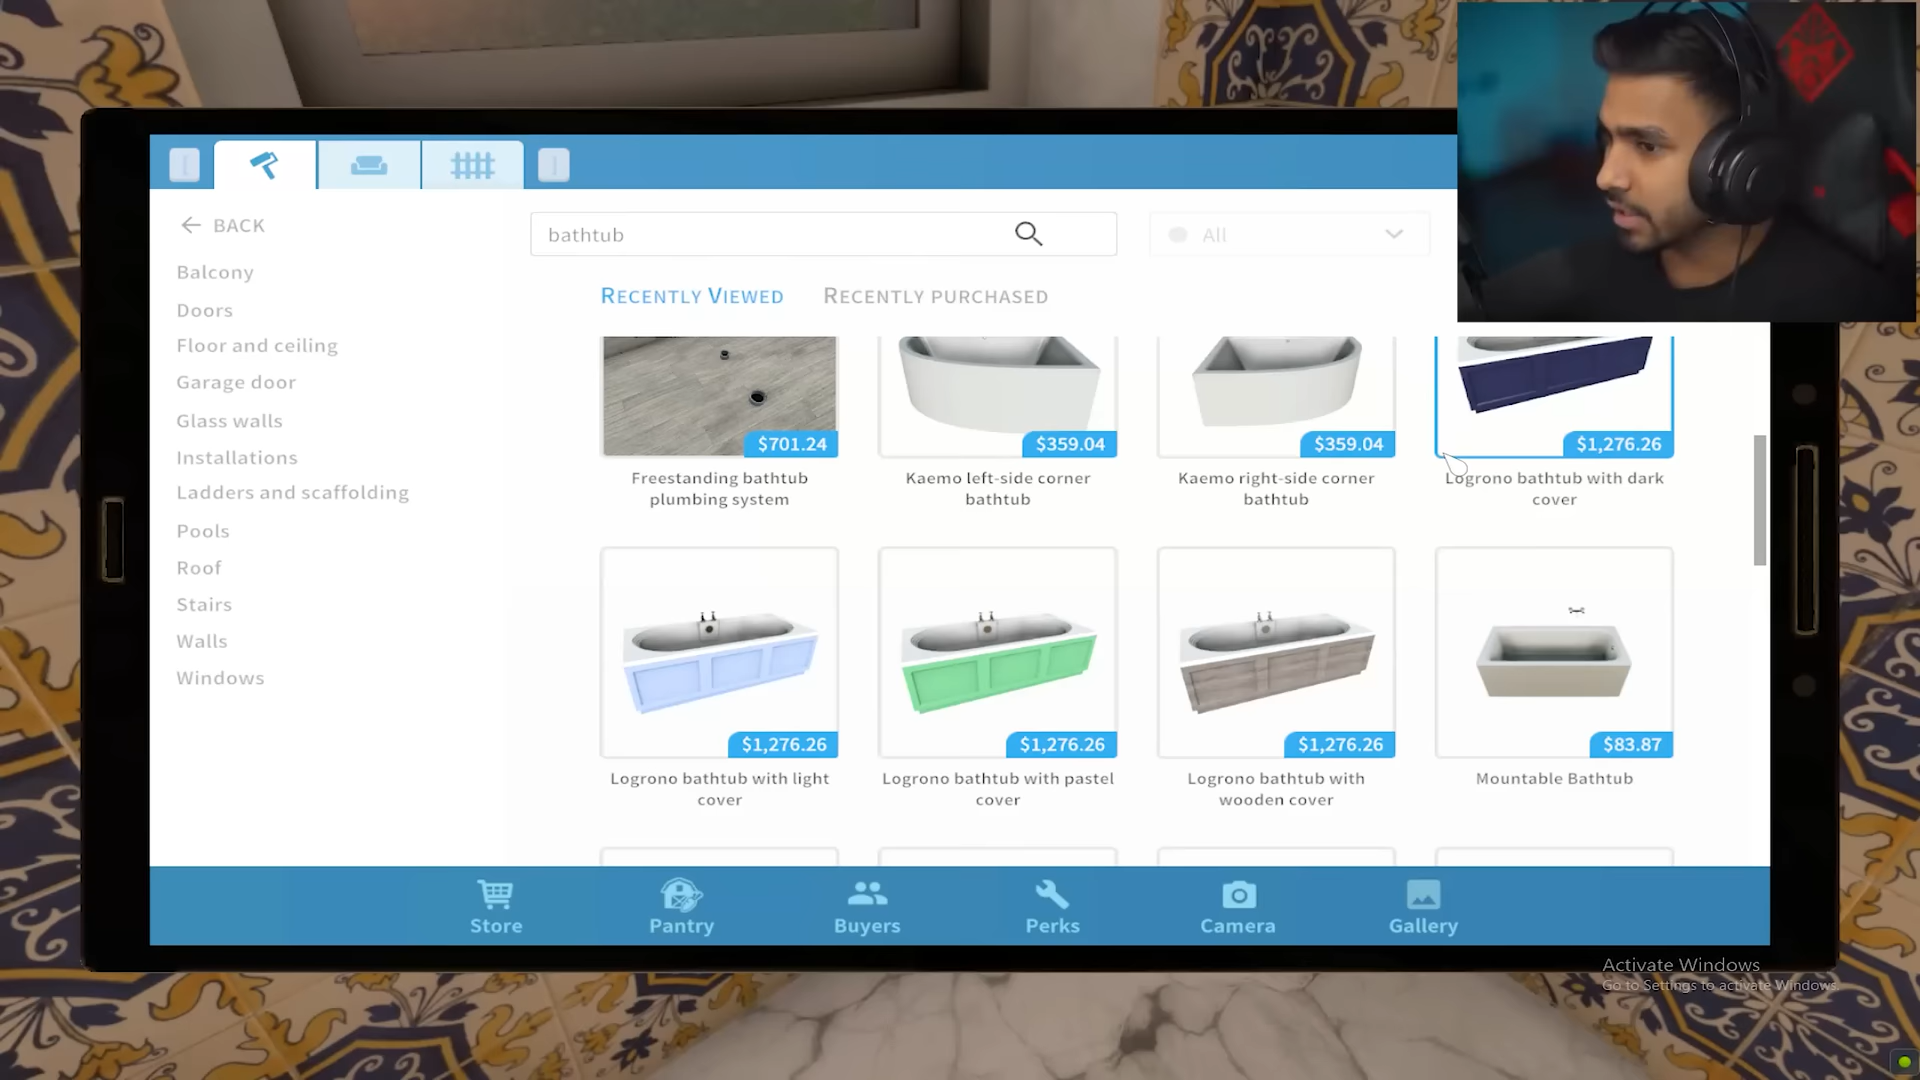 BACK
bathtub
All
Balcony
Doors
Floor and ceiling
Garage door
Glass walls
Installations
Ladders and scaffolding
Pools
Roof
Stairs
Walls
Windows
RECENTLY VIEWED
RECENTLY PURCHASED
$701.24
$359.04
$359.04
$1,276.26
Freestanding bathtub
plumbing system
Kaemo left-side corner
bathtub
Kaemo right-side corner
bathtub
Logrono bathtub with dark
cover
$1,276.26
$1,276.26
$1,276.26
$83.87
Logrono bathtub with light
cover
Logrono bathtub with pastel
cover
Logrono bathtub with
wooden cover
Mountable Bathtub
Store
Pantry
Buyers
Perks
Camera
Gallery
Activate Windows
Go to Settings to activate Windows.